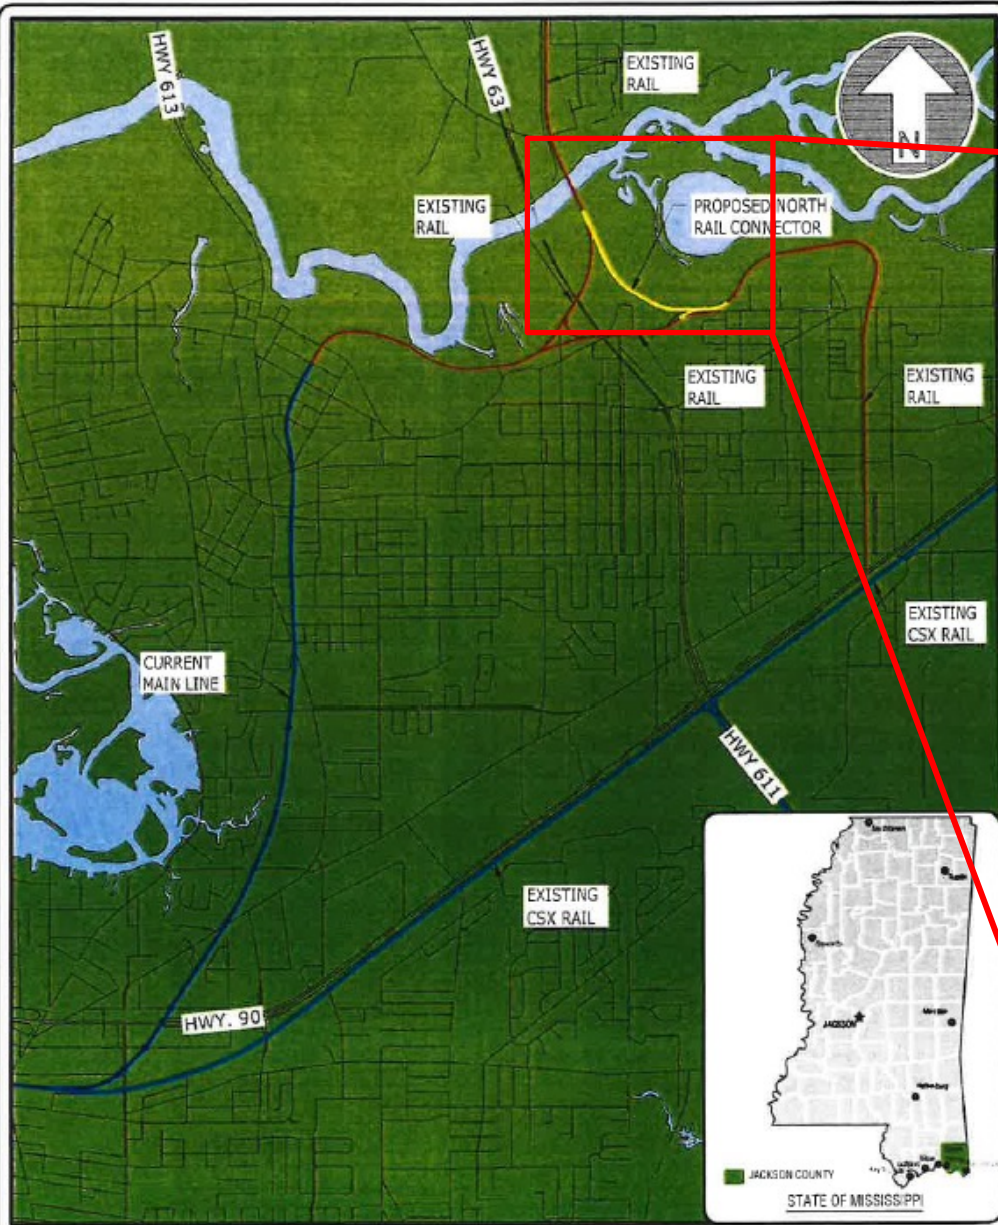 HWY 613
HWY 63
EXISTING
RAIL
N
EXISTING
RAIL
PROPOSED NORTH
RAIL CONNECTOR
EXISTING
RAIL
EXISTING
RAIL
EXISTING
CSX RAIL
CURRENT
MAIN LINE
HWY 611
EXISTING
CSX RAIL
HWY. 90
JACKSON
JACKSON COUNTY
STATE OF MISSISSIPPI